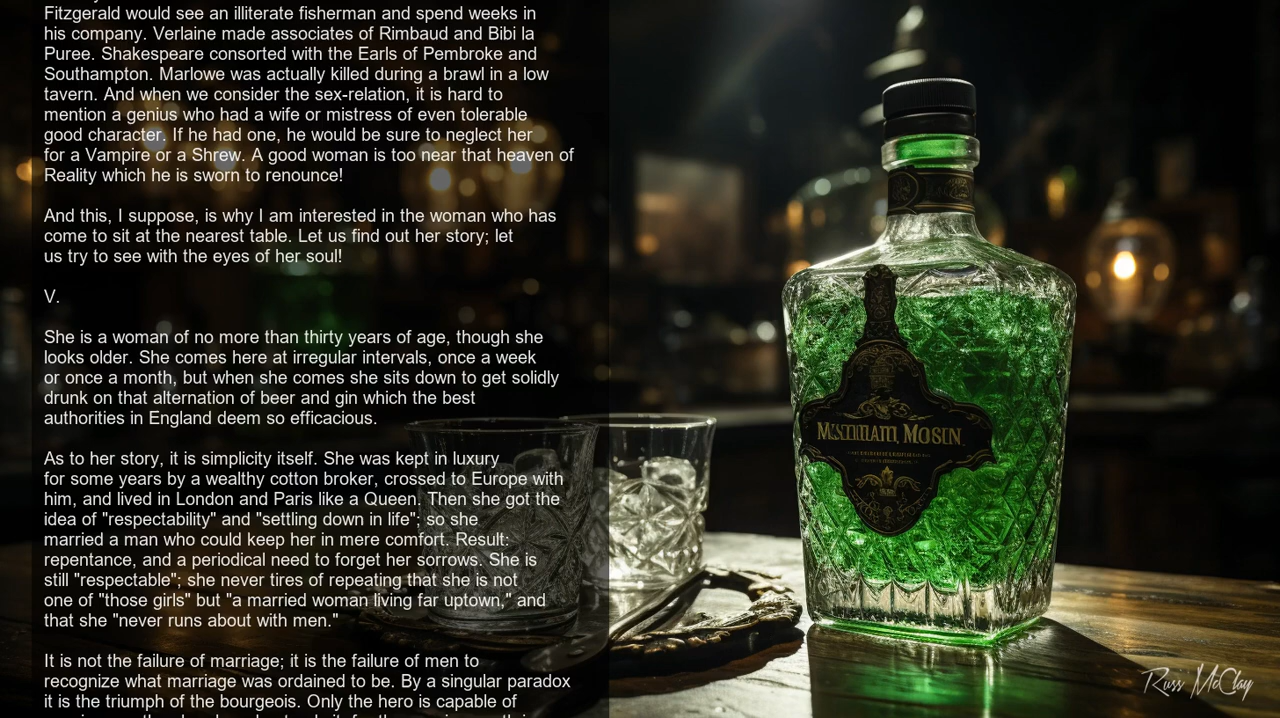 Fitzgerald would see an illiterate fisherman and spend weeks in
his company. Verlaine made associates of Rimbaud and Bibi la
Puree. Shakespeare consorted with the Earls of Pembroke and
Southampton. Marlowe was actually killed during a brawl in a low
tavern. And when we consider the sex-relation, it is hard to
mention a genius who had a wife or mistress of even tolerable
good character. If he had one, he would be sure to neglect her
for a Vampire or a Shrew. A good woman is too near that heaven of
Reality which he is sworn to renounce!
And this, I suppose, is why I am interested in the woman who has
come to sit at the nearest table. Let us find out her story; let
us try to see with the eyes of her soul!
V.
She is a woman of no more than thirty years of age, though she
looks older. She comes here at irregular intervals, once a week
or once a month, but when she comes she sits down to get solidly
drunk on that alternation of beer and gin which the best
authorities in England deem so efficacious.
As to her story, it is simplicity itself. She was kept in luxury
for some years by a wealthy cotton broker, crossed to Europe with
him, and lived in London and Paris like a Queen. Then she got the
idea of "respectability" and "settling down in life"; so she
married a man who could keep her in mere comfort. Result:
repentance, and a periodical need to forget her sorrows. She is
still "respectable"; she never tires of repeating that she is not
one of "those girls" but "a married woman living far uptown," and
that she "never runs about with men."
It is not the failure of marriage; it is the failure of men to
recognize what marriage was ordained to be. By a singular paradox
it is the triumph of the bourgeois. Only the hero is capable of
Russ McClay